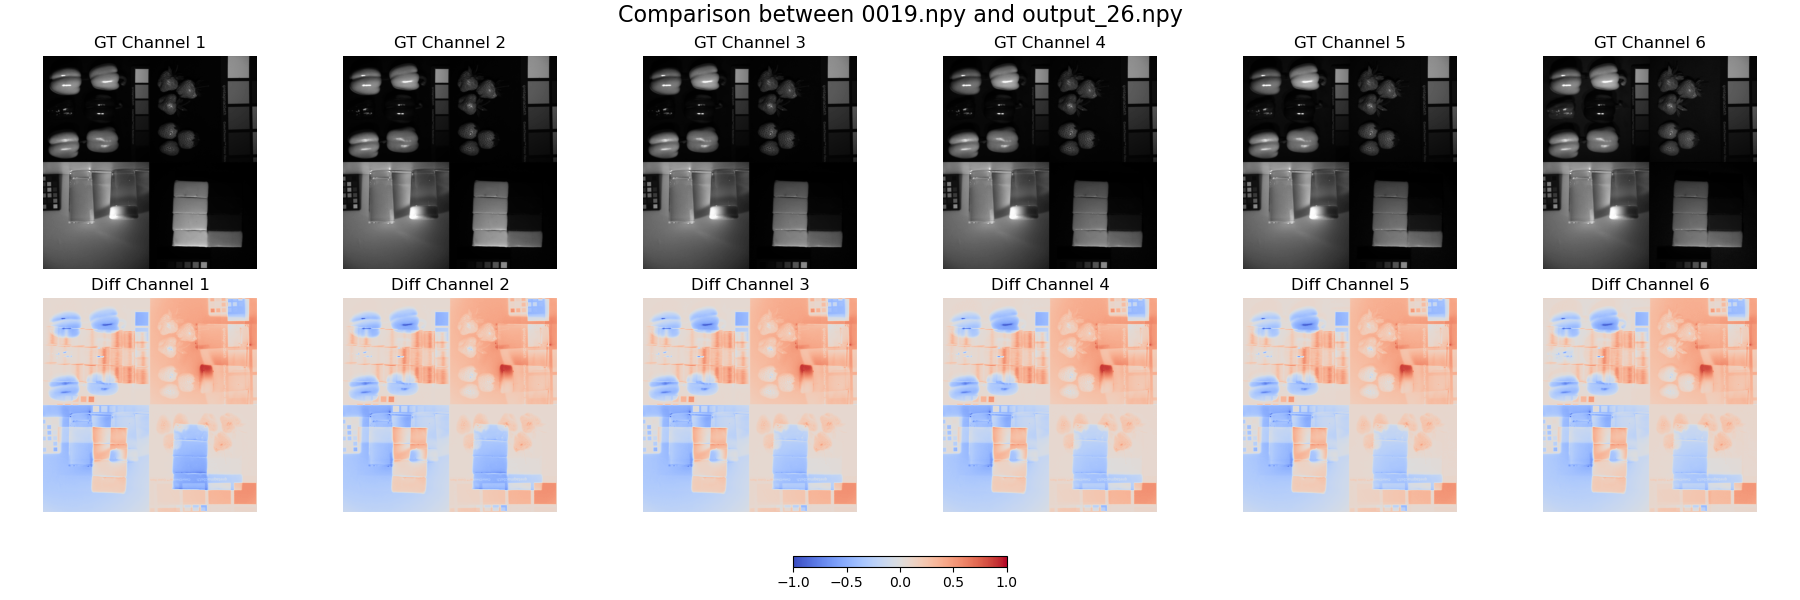 Comparison between 0019.npy and output_26.npy
GT Channel 1
GT Channel 2
GT Channel 3
GT Channel 4
GT Channel 5
GT Channel 6
Diff Channel 1
Diff Channel 2
Diff Channel 3
Diff Channel 4
Diff Channel 5
Diff Channel 6
−1.0 −0.5 0.0 0.5 1.0